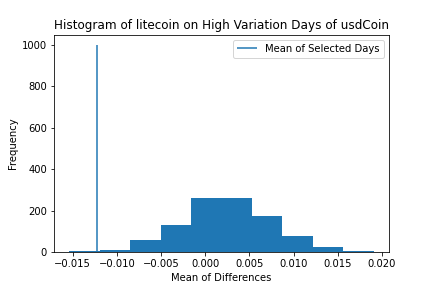 Histogram of litecoin on High Variation Days of usdCoin
Mean of Selected Days
1000
800
600
400
200
0
Frequency
−0.015 −0.010 −0.005 0.000 0.005 0.010 0.015 0.020
Mean of Differences